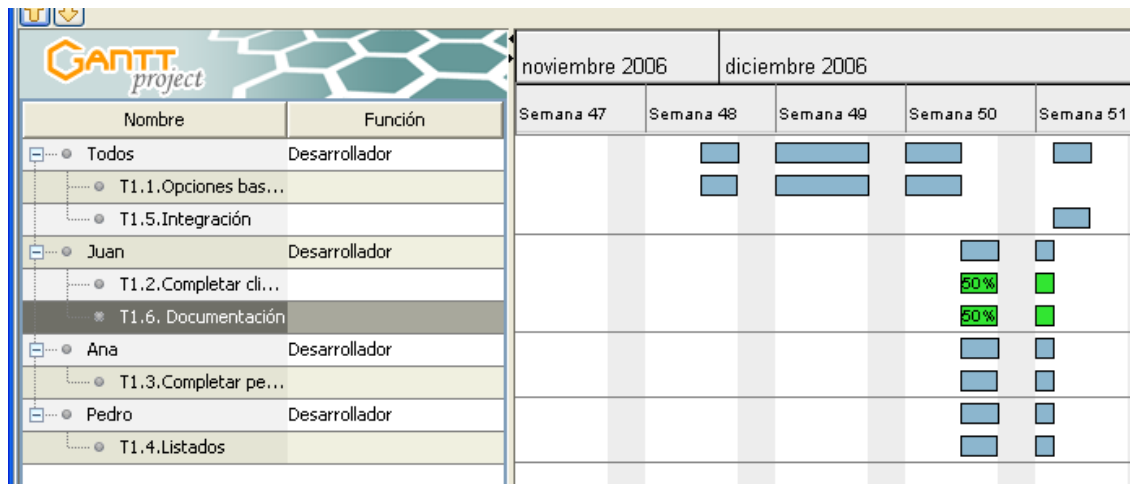 GANTT
project
noviembre 2006 diciembre 2006
Nombre Función Semana 47 Semana 48 Semana 49 Semana 50 Semana 51
Todos Desarrollador
T1.1.Opciones bas...
T1.5.Integración
Juan Desarrollador
T1.2.Completar cli... 50%
T1.6. Documentación 50%
Ana Desarrollador
T1.3.Completar pe...
Pedro Desarrollador
T1.4.Listados